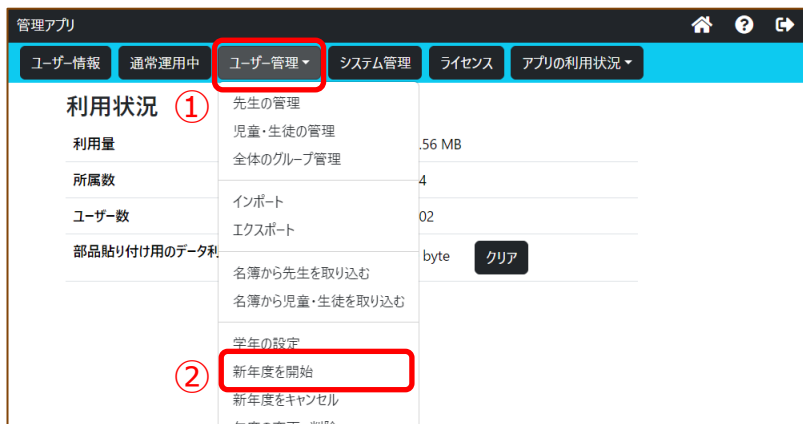 管理アプリ
ユーザー情報 通常運用中 ユーザー管理 システム管理 ライセンス アプリの利用状況
利用状況 ①
利用量 .56 MB
所属数 4
ユーザー数 02
部品貼り付け用のデータ利 byte クリア
先生の管理
児童・生徒の管理
全体のグループ管理
インポート
エクスポート
名簿から先生を取り込む
名簿から児童・生徒を取り込む
学年の設定
② 新年度を開始
新年度をキャンセル